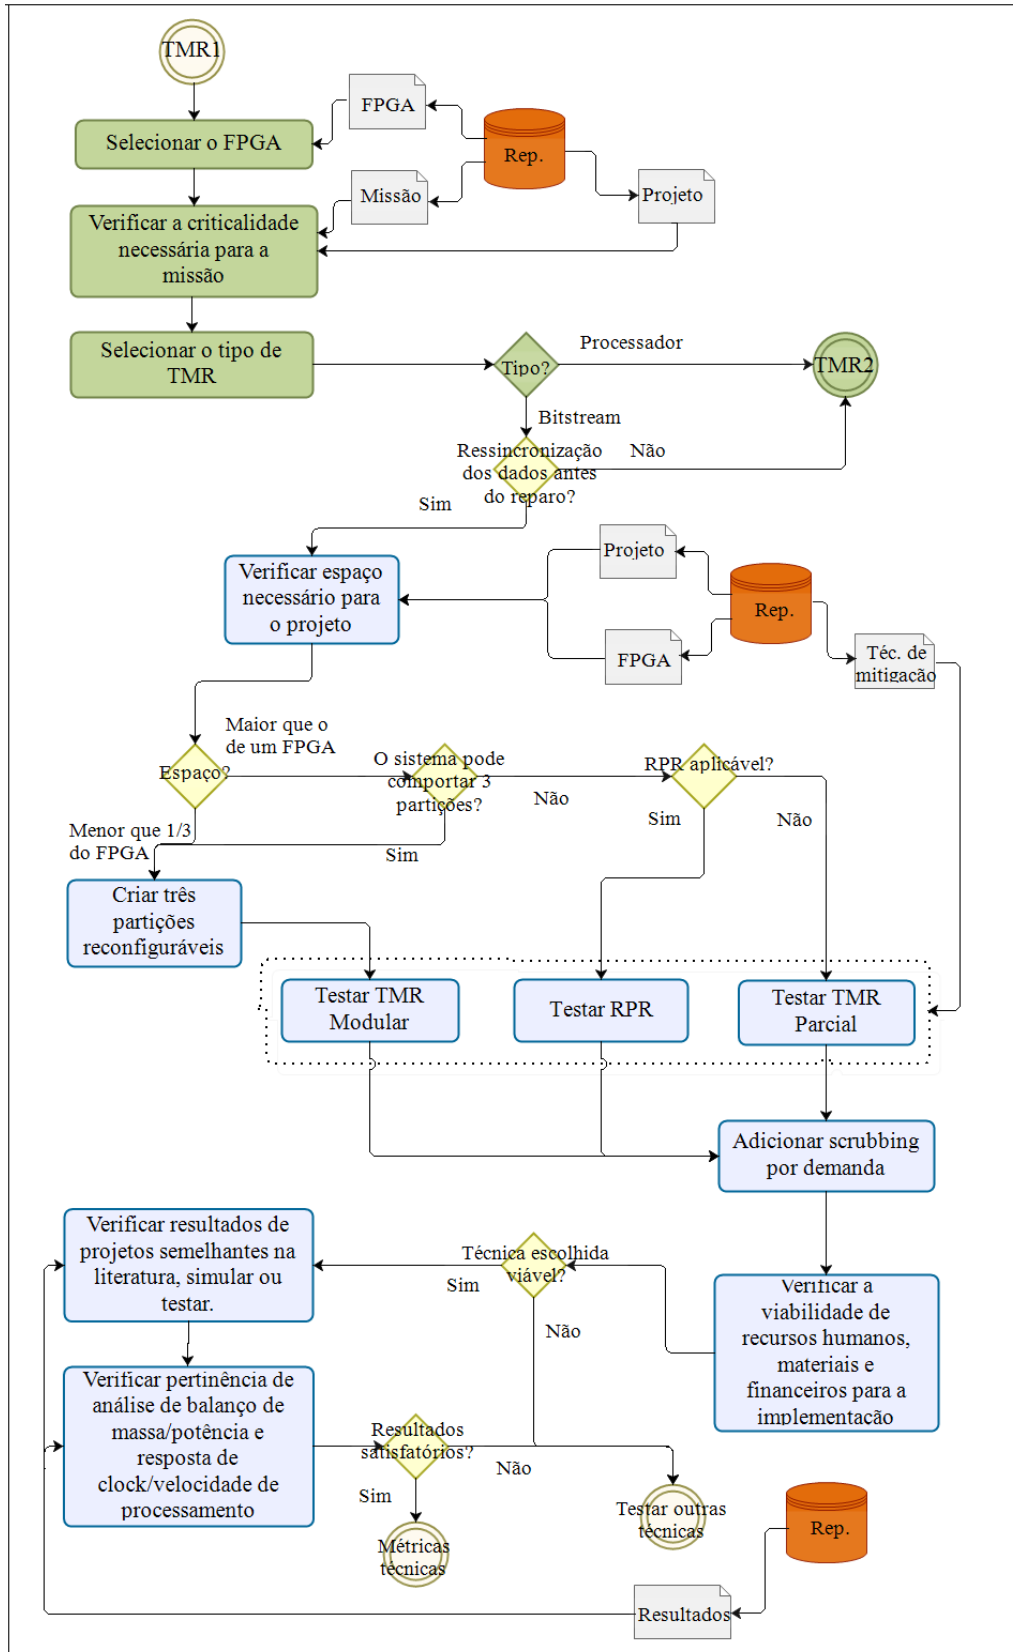 TMR1
FPGA
Selecionar o FPGA
Rep.
Missão
Projeto
Verificar a criticalidade
necessária para a
missão
Selecionar o tipo de
TMR
Tipo?
Processador
TMR2
Bitstream
Ressincronização
dos dados antes
do reparo?
Não
Sim
Projeto
Verificar espaço
necessário para
o projeto
Rep.
FPGA
Téc. de
mitigação
Maior que o
de um FPGA
Espaço?
O sistema pode
comportar 3
partições?
RPR aplicável?
Não
Sim
Não
Menor que 1/3
do FPGA
Sim
Criar três
partições
reconfiguráveis
Testar TMR
Modular
Testar RPR
Testar TMR
Parcial
Adicionar scrubbing
por demanda
Verificar resultados de
projetos semelhantes na
literatura, simular ou
testar.
Técnica escolhida
viável?
Sim
Não
Verificar a
viabilidade de
recursos humanos,
materiais e
financeiros para a
implementação
Verificar pertinência de
análise de balanço de
massa/potência e
resposta de
clock/velocidade de
processamento
Resultados
satisfatórios?
Não
Sim
Testar outras
técnicas
Métricas
técnicas
Rep.
Resultados